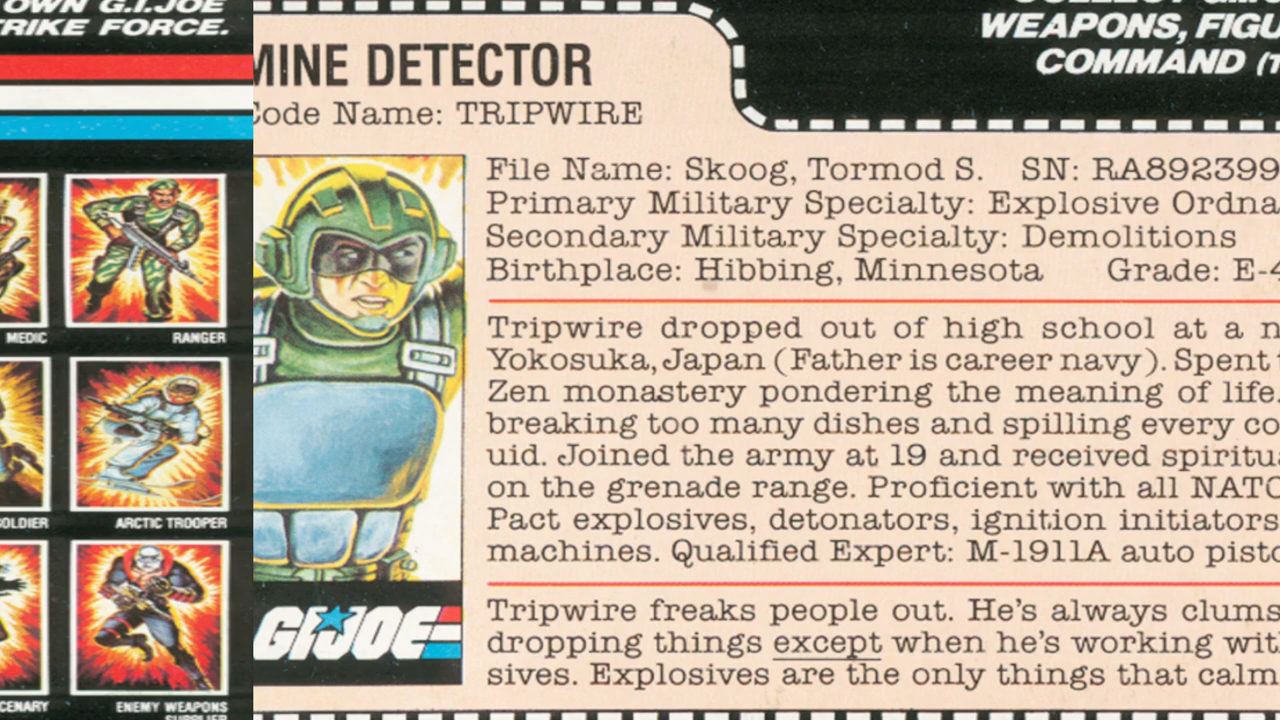 OWN G.I.JOE
STRIKE FORCE.
MEDIC
RANGER
SOLDIER
ARCTIC TROOPER
ENEMY WEAPONS
SUPPLIER
MINE DETECTOR
Code Name: TRIPWIRE
WEAPONS, FIGU
COMMAND (T
File Name: Skoog, Tormod S. SN: RA892399
Primary Military Specialty: Explosive Ordna
Secondary Military Specialty: Demolitions
Birthplace: Hibbing, Minnesota Grade: E-4
Tripwire dropped out of high school at a n
Yokosuka, Japan (Father is career navy). Spent
Zen monastery pondering the meaning of life.
breaking too many dishes and spilling every co
uid. Joined the army at 19 and received spiritua
on the grenade range. Proficient with all NATO
Pact explosives, detonators, ignition initiators
machines. Qualified Expert: M-1911A auto pisto
GIJOE
Tripwire freaks people out. He's always clums
dropping things except when he's working wit
sives. Explosives are the only things that calm